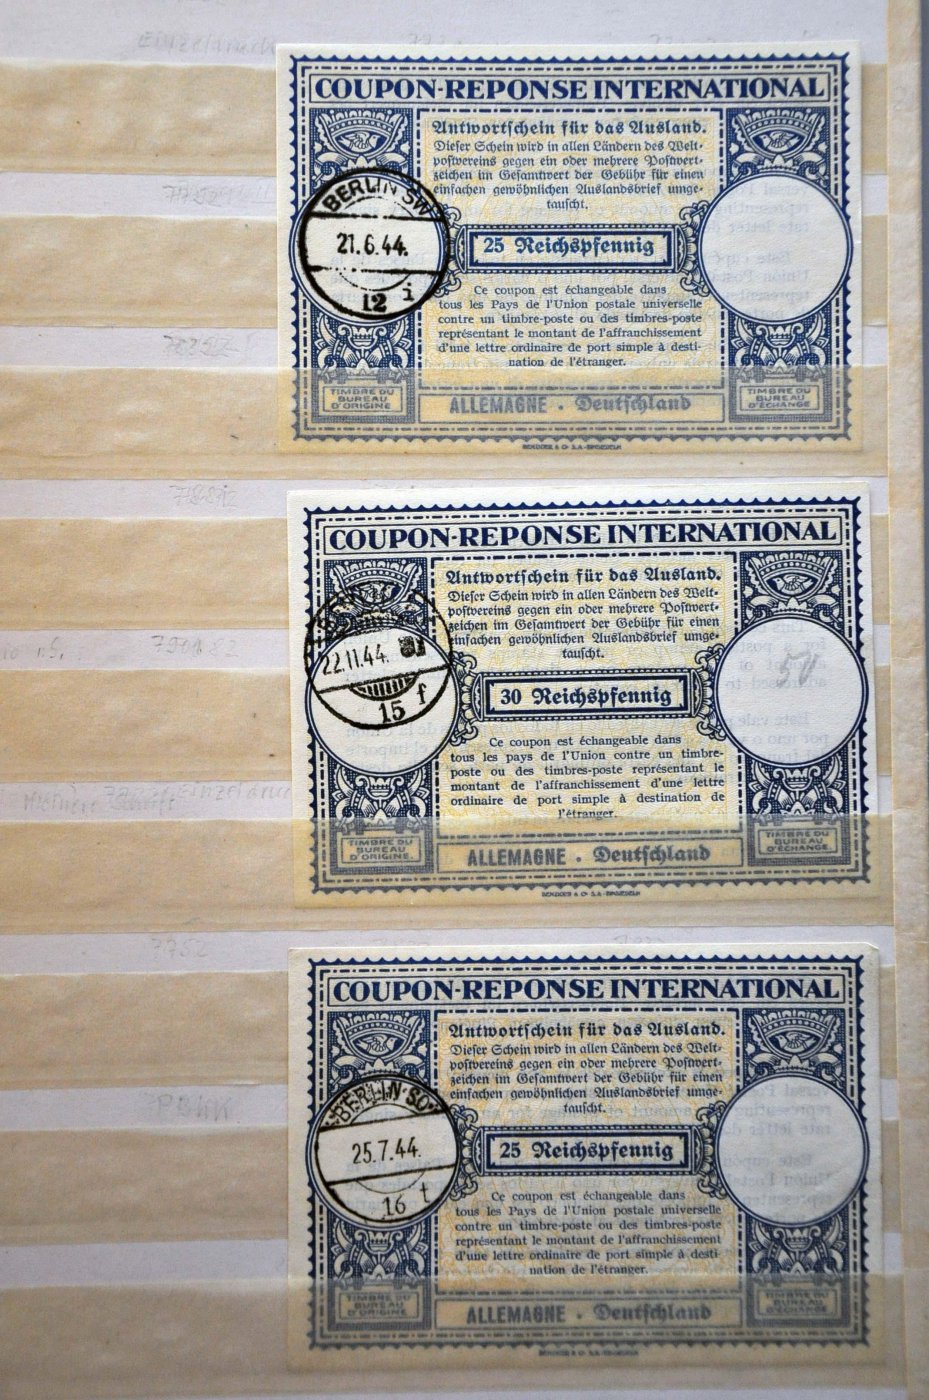 COUPON-REPONSE INTERNATIONAL
Antwortschein für das Ausland.
Dieser Schein wird in allen Ländern des Welt-
postvereins gegen ein oder mehrere Postwert-
zeichen im Gesamtwert der Gebühr für einen
einfachen gewöhnlichen Auslandsbrief umge-
tauscht.
BERLIN SW
21.6.44.
12 i
25 Reichspfennig
Ce coupon est échangeable dans
tous les Pays de l'Union postale universelle
contre un timbre-poste ou des timbres-poste
représentant le montant de l'affranchissement
d'une lettre ordinaire de port simple à desti-
nation de l'étranger.
TIMBRE DU
BUREAU
D'ORIGINE
ALLEMAGNE . Deutschland
TIMBRE DU
BUREAU
D'ÉCHANGE
BENZIGER & Co S.A. EINSIEDELN
COUPON-REPONSE INTERNATIONAL
Antwortschein für das Ausland.
Dieser Schein wird in allen Ländern des Welt-
postvereins gegen ein oder mehrere Postwert-
zeichen im Gesamtwert der Gebühr für einen
einfachen gewöhnlichen Auslandsbrief umge-
tauscht.
22.11.44.
15 f
30 Reichspfennig
Ce coupon est échangeable dans
tous les pays de l'Union contre un timbre-
poste ou des timbres-poste représentant le
montant de l'affranchissement d'une lettre
ordinaire de port simple à destination de
l'étranger.
TIMBRE DU
BUREAU
D'ORIGINE
ALLEMAGNE . Deutschland
TIMBRE DU
BUREAU
D'ÉCHANGE
BENZIGER & Co S.A. EINSIEDELN
COUPON-REPONSE INTERNATIONAL
Antwortschein für das Ausland.
Dieser Schein wird in allen Ländern des Welt-
postvereins gegen ein oder mehrere Postwert-
zeichen im Gesamtwert der Gebühr für einen
einfachen gewöhnlichen Auslandsbrief umge-
tauscht.
BERLIN-SO
25.7.44.
16 t
25 Reichspfennig
Ce coupon est échangeable dans
tous les Pays de l'Union postale universelle
contre un timbre-poste ou des timbres-poste
représentant le montant de l'affranchissement
d'une lettre ordinaire de port simple à desti-
nation de l'étranger.
TIMBRE DU
BUREAU
D'ORIGINE
ALLEMAGNE . Deutschland
TIMBRE DU
BUREAU
D'ÉCHANGE
BENZIGER & Co S.A. EINSIEDELN